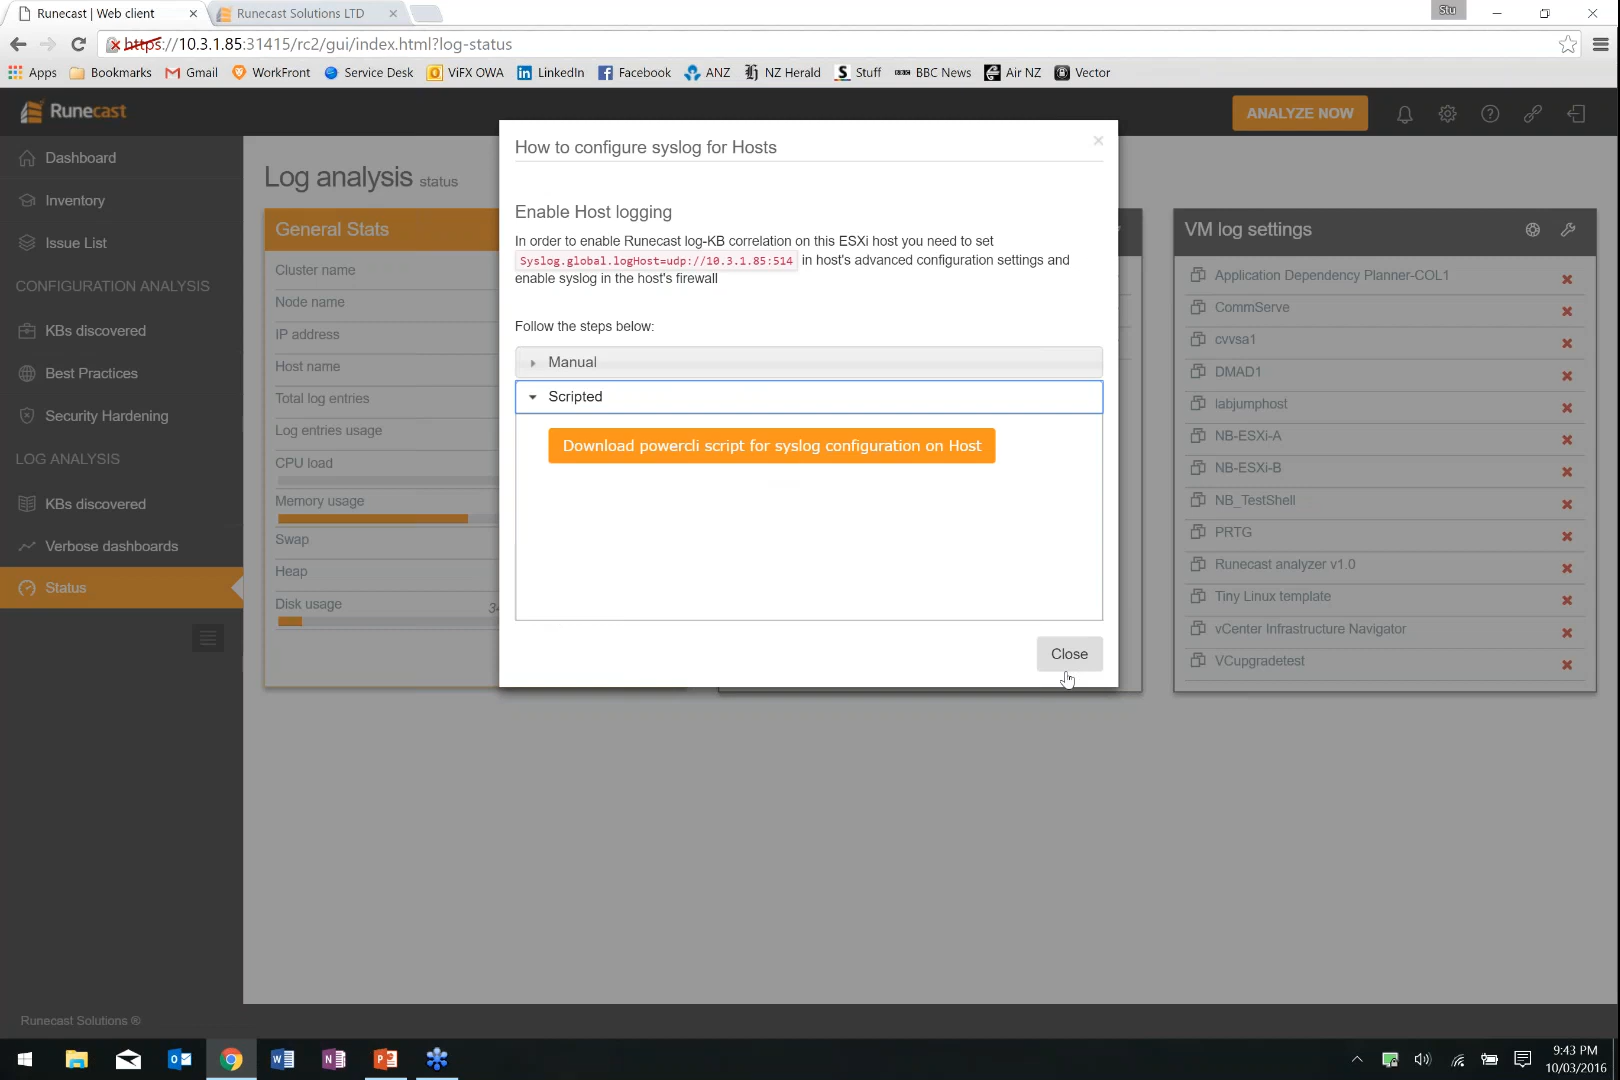 Runecast | Web client
Runecast Solutions LTD
Stu
https://10.3.1.85:31415/rc2/gui/index.html?log-status
Apps
Bookmarks
Gmail
WorkFront
Service Desk
ViFX OWA
LinkedIn
Facebook
ANZ
NZ Herald
Stuff
BBC News
Air NZ
Vector
Runecast
ANALYZE NOW
Dashboard
Inventory
Issue List
CONFIGURATION ANALYSIS
KBs discovered
Best Practices
Security Hardening
LOG ANALYSIS
KBs discovered
Verbose dashboards
Status
Log analysis status
General Stats
Cluster name
Node name
IP address
Host name
Total log entries
Log entries usage
CPU load
Memory usage
Swap
Heap
Disk usage
How to configure syslog for Hosts
Enable Host logging
In order to enable Runecast log-KB correlation on this ESXi host you need to set
Syslog.global.logHost=udp://10.3.1.85:514 in host's advanced configuration settings and
enable syslog in the host's firewall
Follow the steps below:
Manual
Scripted
Download powercli script for syslog configuration on Host
Close
VM log settings
Application Dependency Planner-COL1
CommServe
cvvsa1
DMAD1
labjumphost
NB-ESXi-A
NB-ESXi-B
NB_TestShell
PRTG
Runecast analyzer v1.0
Tiny Linux template
vCenter Infrastructure Navigator
VCupgradetest
Runecast Solutions ®
9:43 PM
10/03/2016